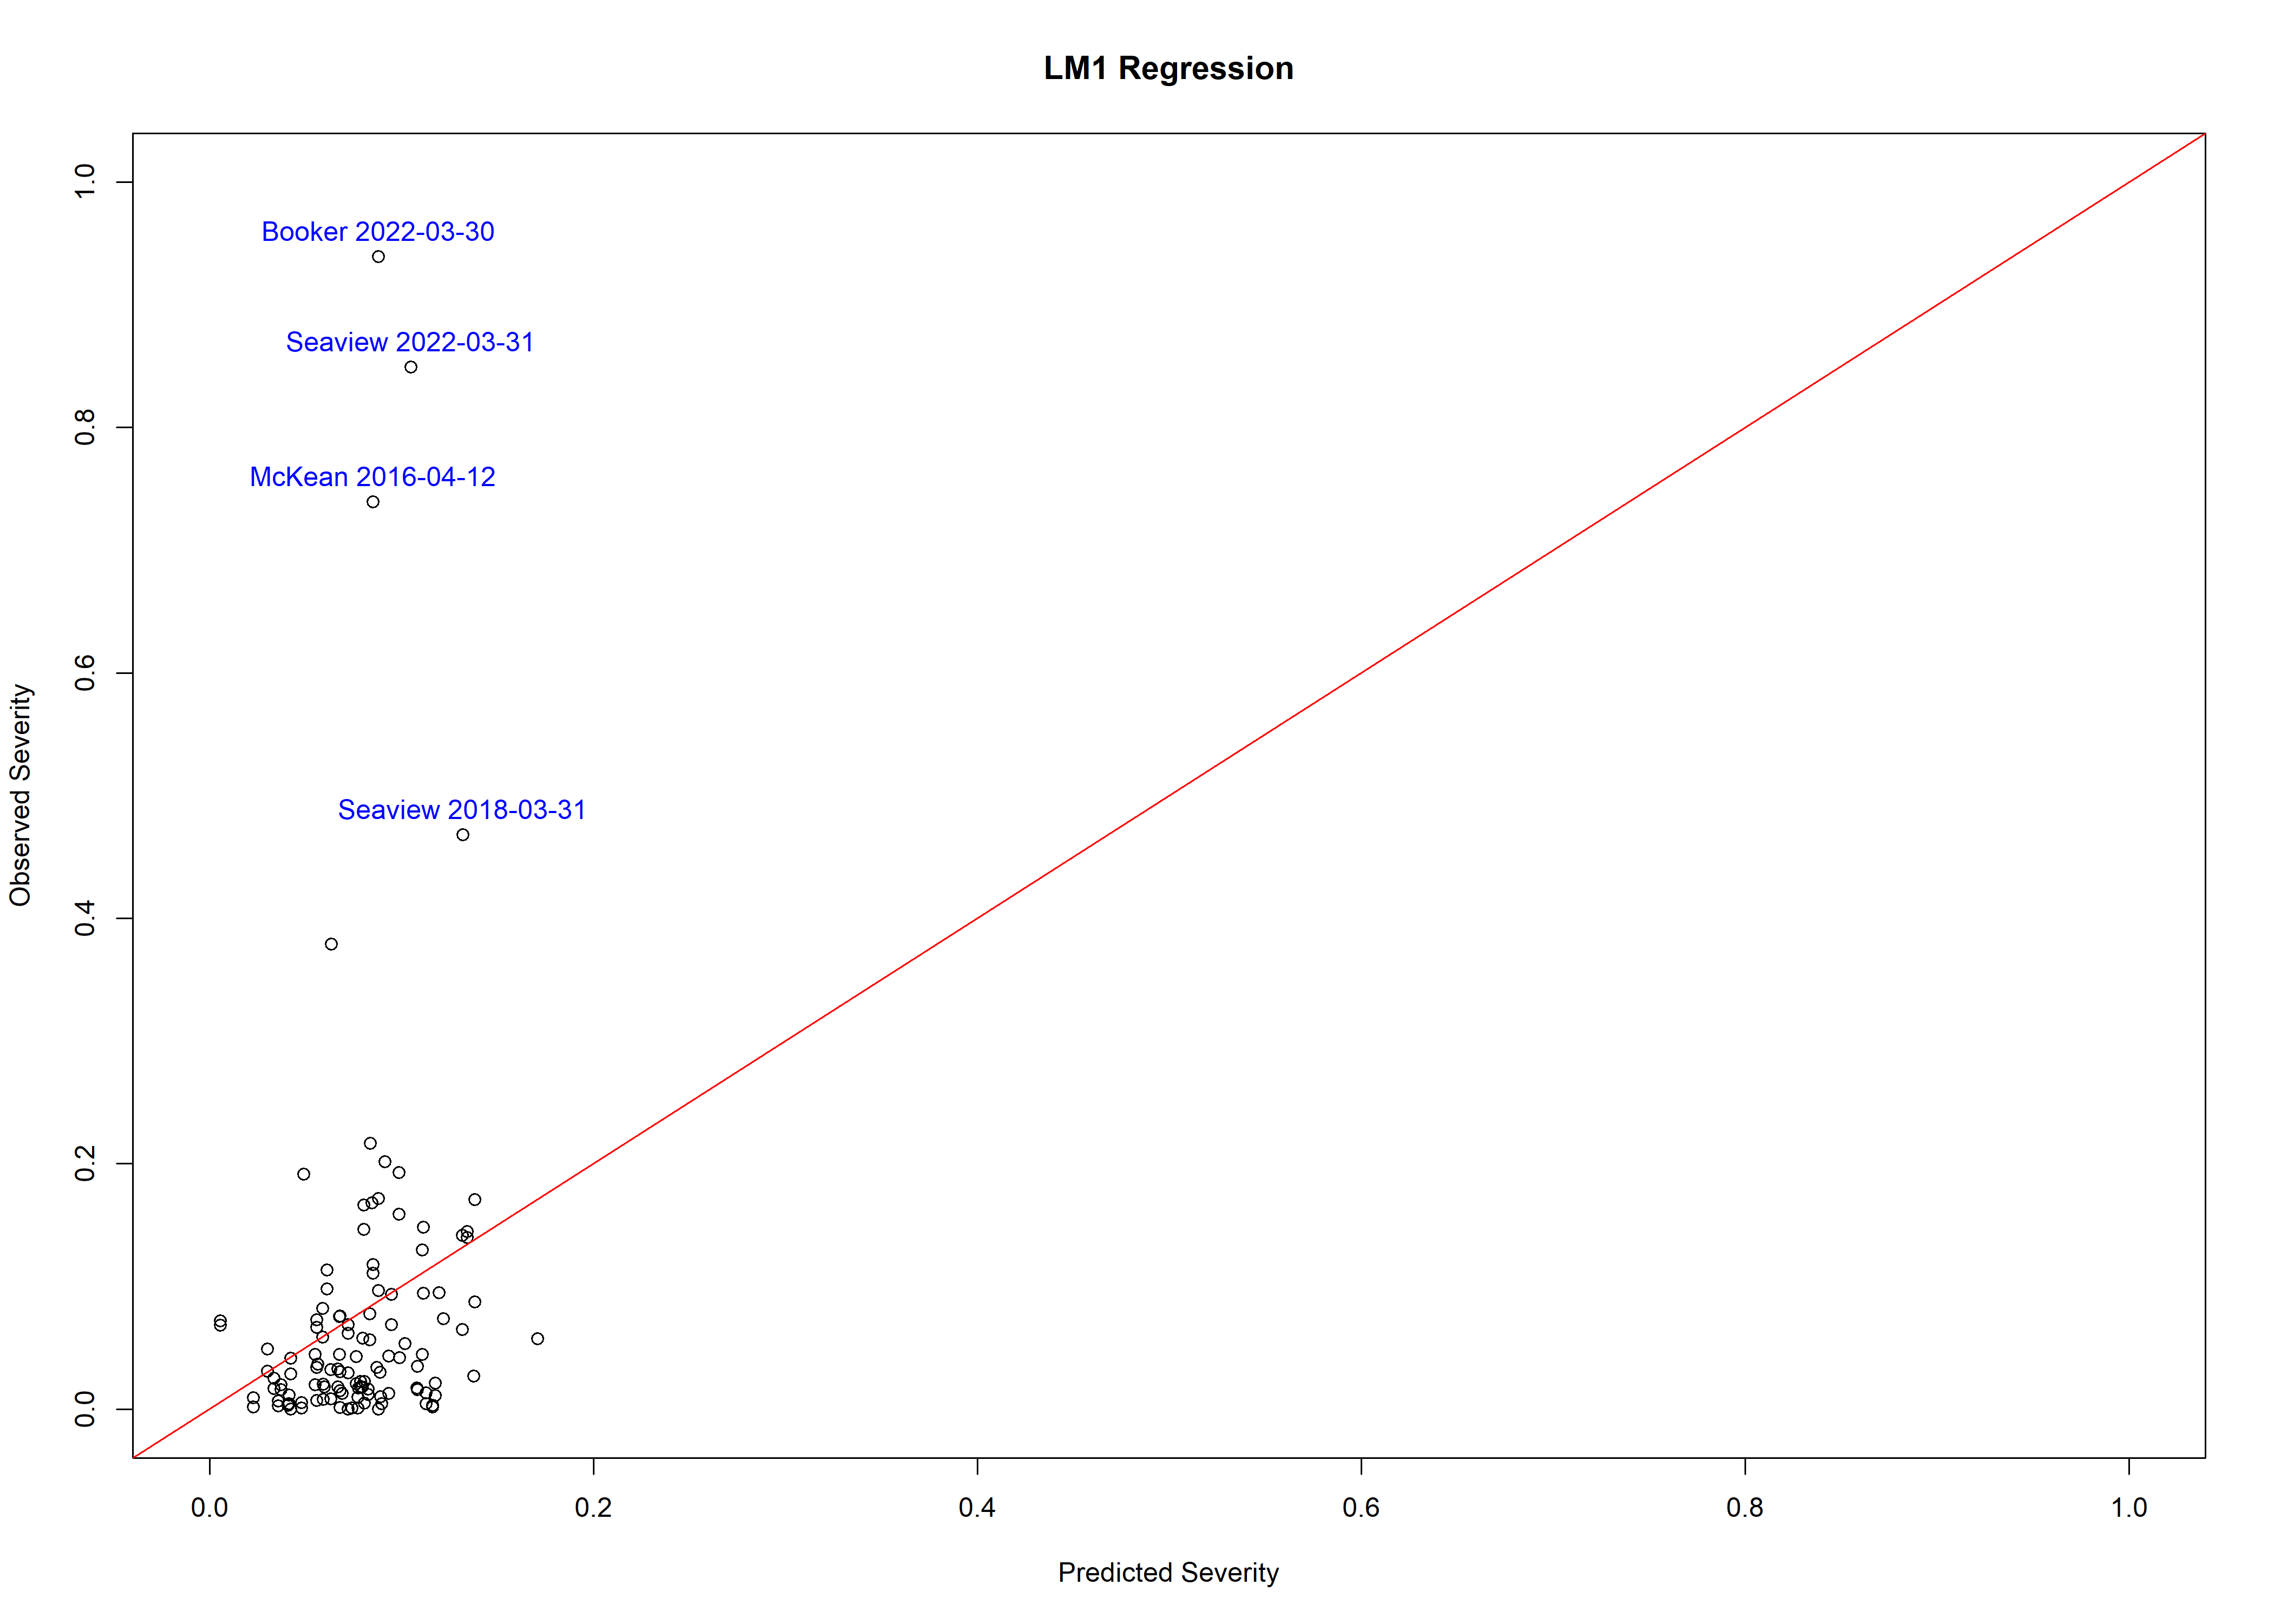 LM1 Regression
1.0
Booker 2022-03-30
Seaview 2022-03-31
0.8
McKean 2016-04-12
0.6
Observed Severity
Seaview 2018-03-31
0.4
0.2
0.0
0.0 0.2 0.4 0.6 0.8 1.0
Predicted Severity